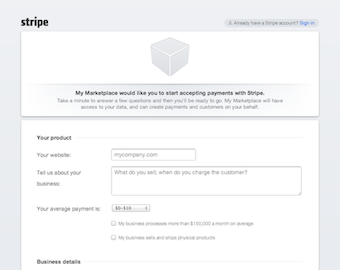 stripe
Already have a Stripe account? Sign in
My Marketplace would like you to start accepting payments with Stripe.
Take a minute to answer a few questions and then you'll be ready to go. My Marketplace will have
access to your data, and can create payments and customers on your behalf.
Your product
Your website:
mycompany.com
Tell us about your
business:
What do you sell, when do you charge the customer?
Your average payment is:
$0-$10
My business processes more than $150,000 a month on average
My business sells and ships physical products
Business details